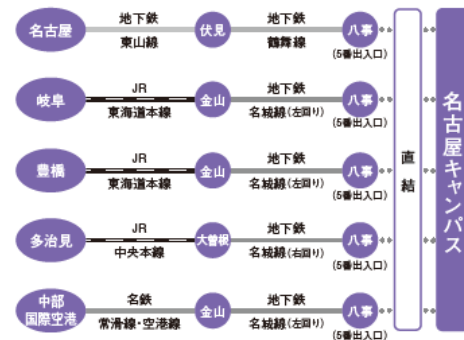 名古屋
地下鉄
東山線
伏見
地下鉄
鶴舞線
八事
(5番出入口)
岐阜
JR
東海道本線
金山
地下鉄
名城線(左回り)
八事
(5番出入口)
豊橋
JR
東海道本線
金山
地下鉄
名城線(左回り)
八事
(5番出入口)
多治見
JR
中央本線
大曽根
地下鉄
名城線(右回り)
八事
(5番出入口)
中部
国際空港
名鉄
常滑線・空港線
金山
地下鉄
名城線(左回り)
八事
(5番出入口)
直結
名古屋キャンパス